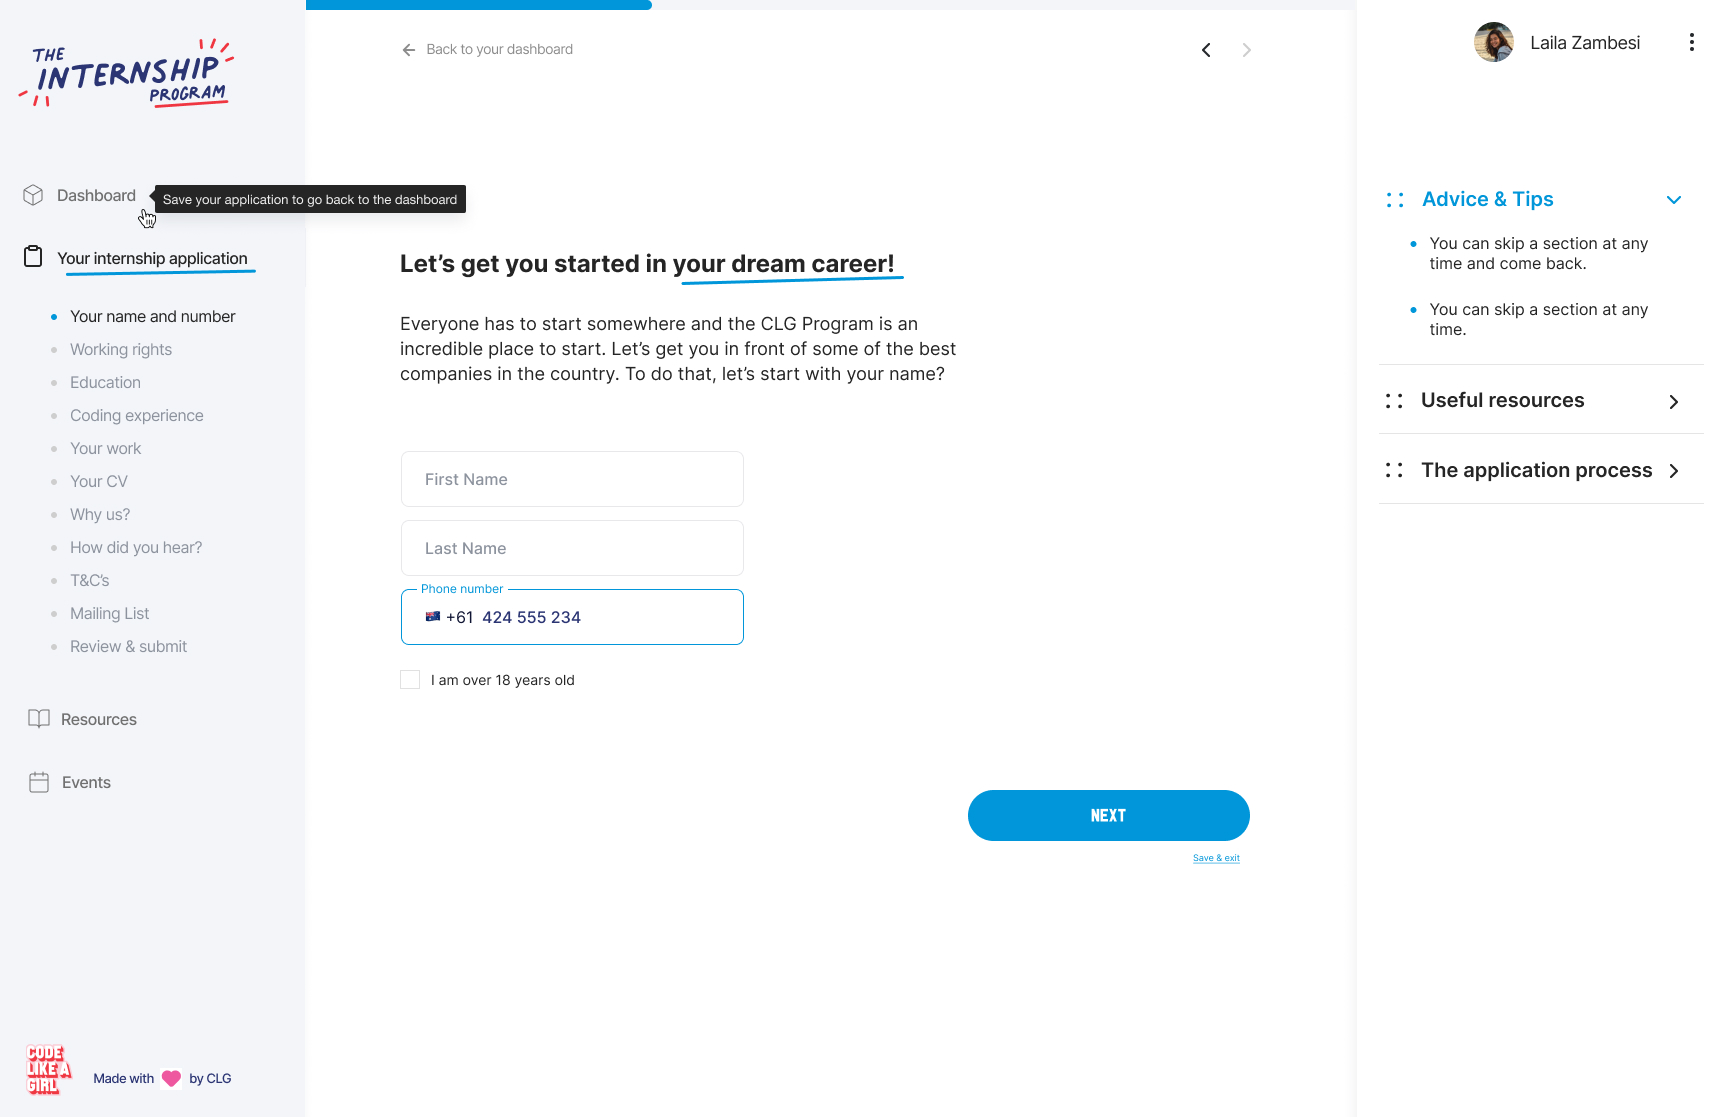 THE
INTERNSHIP
PROGRAM
Dashboard
Save your application to go back to the dashboard
Your internship application
Your name and number
Working rights
Education
Coding experience
Your work
Your CV
Why us?
How did you hear?
T&C's
Mailing List
Review & submit
Resources
Events
CODE
LIKE A
GIRL
Made with by CLG
Back to your dashboard
Let's get you started in your dream career!
Everyone has to start somewhere and the CLG Program is an
incredible place to start. Let's get you in front of some of the best
companies in the country. To do that, let's start with your name?
First Name
Last Name
Phone number
+61 424 555 234
I am over 18 years old
NEXT
Save & exit
Laila Zambesi
Advice & Tips
You can skip a section at any
time and come back.
You can skip a section at any
time.
Useful resources
The application process